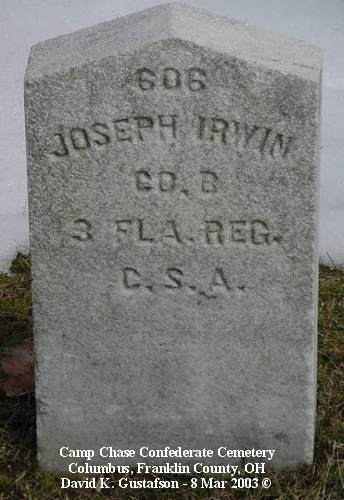 606
JOSEPH IRWIN
CO. B
3 FLA. REG.
C. S. A.
Camp Chase Confederate Cemetery
Columbus, Franklin County, OH
David K. Gustafson - 8 Mar 2003 ©